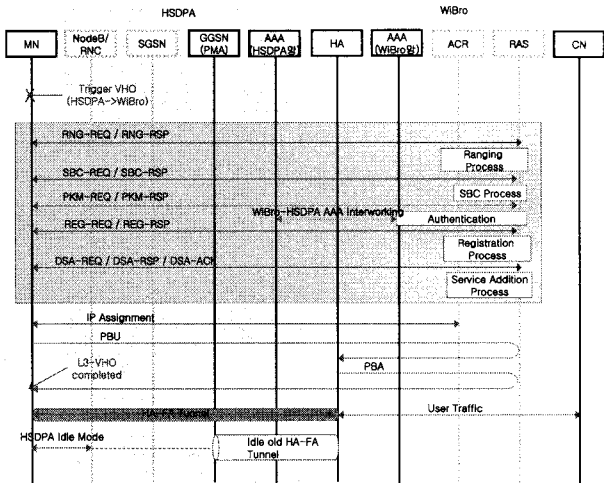 HSDPA
WiBro
MN
NodeB/
RNC
SGSN
GGSN
(PMA)
AAA
(HSDPA망)
HA
AAA
(WiBro망)
ACR
RAS
CN
Trigger VHO
(HSDPA->WiBro)
RNG-REQ / RNG-RSP
Ranging
Process
SBC-REQ / SBC-RSP
SBC Process
PKM-REQ / PKM-RSP
WiBro-HSDPA AAA Interworking
Authentication
REG-REQ / REG-RSP
Registration
Process
DSA-REQ / DSA-RSP / DSA-ACK
Service Addition
Process
IP Assignment
PBU
PBA
L3-VHO
completed
HA-FA Tunnel
User Traffic
HSDPA Idle Mode
Idle old HA-FA
Tunnel